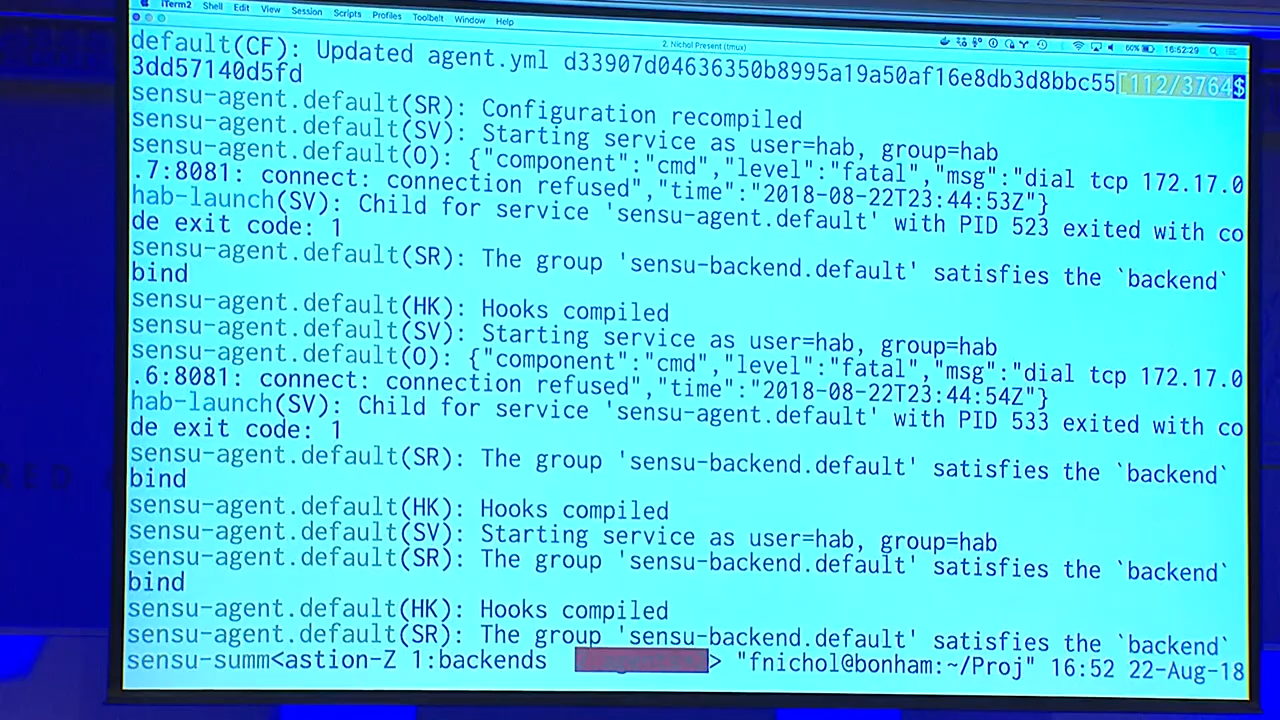 iTerm2 Shell Edit View Session Scripts Profiles Toolbelt Window Help
2. Nichol Present (tmux)
60% 16:52:29
default(CF): Updated agent.yml d33907d04636350b8995a19a50af16e8db3d8bbc55[112/3764$
3dd57140d5fd
sensu-agent.default(SR): Configuration recompiled
sensu-agent.default(SV): Starting service as user=hab, group=hab
sensu-agent.default(O): {"component":"cmd","level":"fatal","msg":"dial tcp 172.17.0
.7:8081: connect: connection refused","time":"2018-08-22T23:44:53Z"}
hab-launch(SV): Child for service 'sensu-agent.default' with PID 523 exited with co
de exit code: 1
sensu-agent.default(SR): The group 'sensu-backend.default' satisfies the `backend`
bind
sensu-agent.default(HK): Hooks compiled
sensu-agent.default(SV): Starting service as user=hab, group=hab
sensu-agent.default(O): {"component":"cmd","level":"fatal","msg":"dial tcp 172.17.0
.6:8081: connect: connection refused","time":"2018-08-22T23:44:54Z"}
hab-launch(SV): Child for service 'sensu-agent.default' with PID 533 exited with co
de exit code: 1
sensu-agent.default(SR): The group 'sensu-backend.default' satisfies the `backend`
bind
sensu-agent.default(HK): Hooks compiled
sensu-agent.default(SV): Starting service as user=hab, group=hab
sensu-agent.default(SR): The group 'sensu-backend.default' satisfies the `backend`
bind
sensu-agent.default(HK): Hooks compiled
sensu-agent.default(SR): The group 'sensu-backend.default' satisfies the `backend`
sensu-summ<astion-Z 1:backends > "fnichol@bonham:~/Proj" 16:52 22-Aug-18